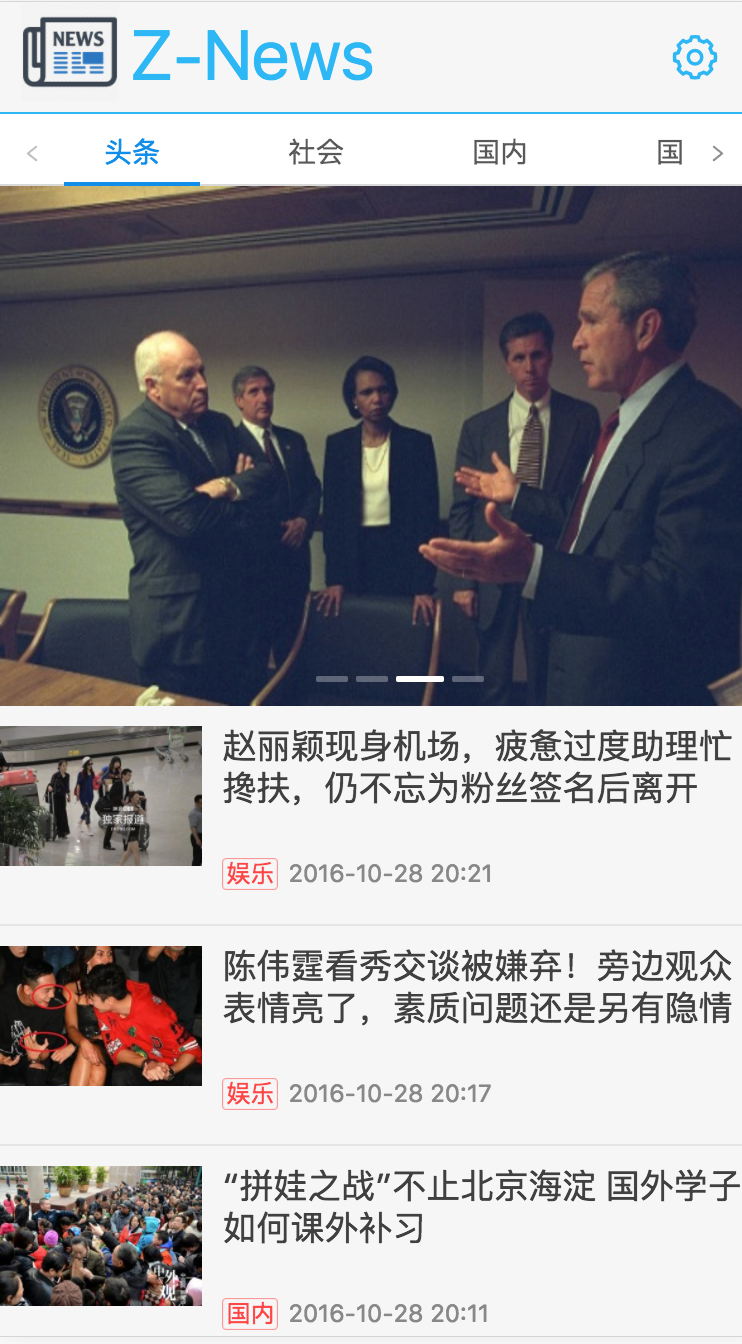 NEWS
Z-News
头条
社会
国内
国
赵丽颖现身机场，疲惫过度助理忙
搀扶，仍不忘为粉丝签名后离开
独家报道
娱乐 2016-10-28 20:21
陈伟霆看秀交谈被嫌弃！旁边观众
表情亮了，素质问题还是另有隐情
娱乐 2016-10-28 20:17
“拼娃之战”不止北京海淀 国外学子
如何课外补习
国内 2016-10-28 20:11